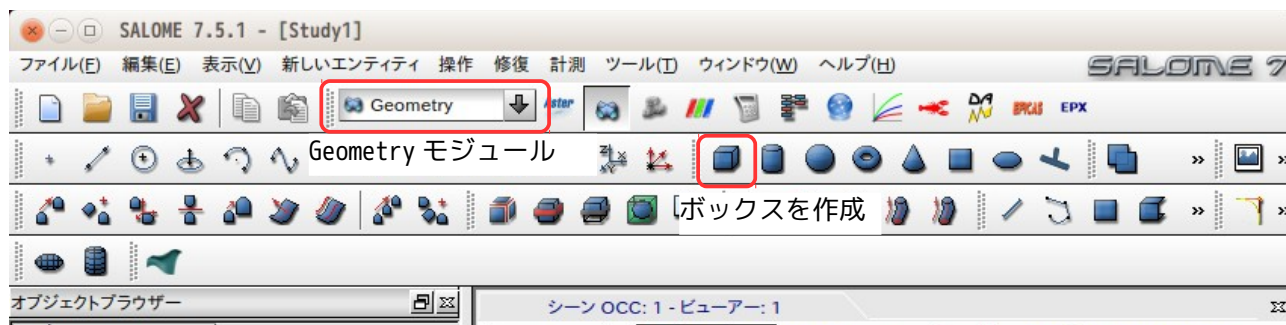 SALOME 7.5.1 - [Study1]
ファイル(F) 編集(E) 表示(V) 新しいエンティティ 操作 修復 計測 ツール(T) ウィンドウ(W) ヘルプ(H) SALOME 7
Geometry Aster EPX
Geometry モジュール
ボックスを作成
オブジェクトブラウザー シーン OCC: 1 - ビューアー: 1